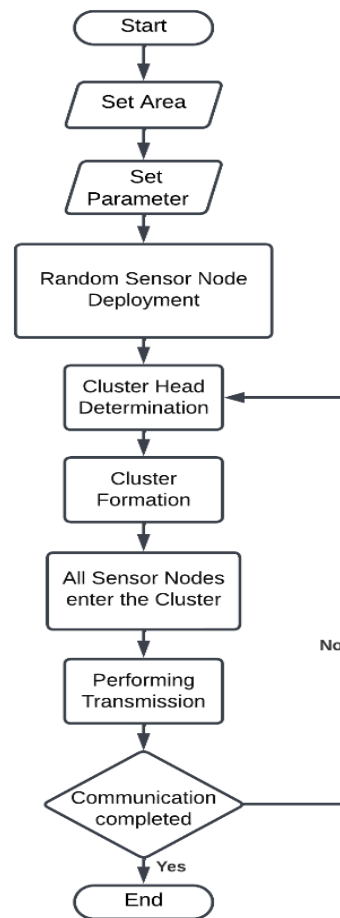 Start
Set Area
Set
Parameter
Random Sensor Node
Deployment
Cluster Head
Determination
Cluster
Formation
All Sensor Nodes
enter the Cluster
No
Performing
Transmission
Communication
completed
Yes
End